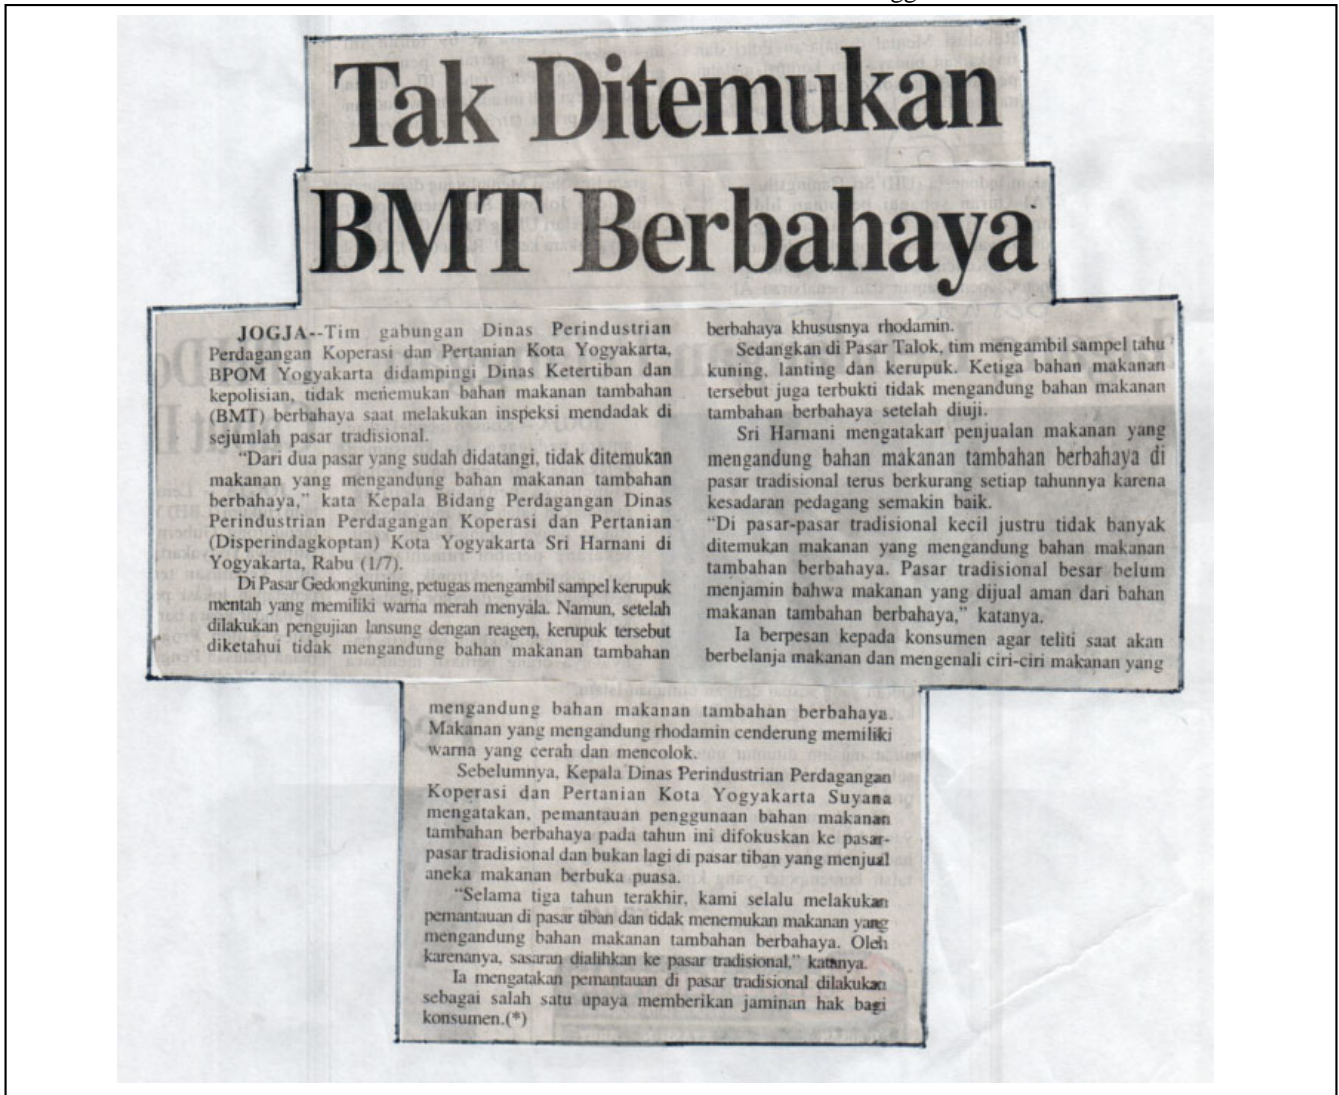 Tak Ditemukan
BMT Berbahaya
JOGJA--Tim gabungan Dinas Perindustrian
Perdagangan Koperasi dan Pertanian Kota Yogyakarta,
BPOM Yogyakarta didampingi Dinas Ketertiban dan
kepolisian, tidak menemukan bahan makanan tambahan
(BMT) berbahaya saat melakukan inspeksi mendadak di
sejumlah pasar tradisional.
“Dari dua pasar yang sudah didatangi, tidak ditemukan
makanan yang mengandung bahan makanan tambahan
berbahaya,” kata Kepala Bidang Perdagangan Dinas
Perindustrian Perdagangan Koperasi dan Pertanian
(Disperindagkoptan) Kota Yogyakarta Sri Harnani di
Yogyakarta, Rabu (1/7).
Di Pasar Gedongkuning, petugas mengambil sampel kerupuk
mentah yang memiliki warna merah menyala. Namun, setelah
dilakukan pengujian lansung dengan reagen, kerupuk tersebut
diketahui tidak mengandung bahan makanan tambahan
berbahaya khususnya rhodamin.
Sedangkan di Pasar Talok, tim mengambil sampel tahu
kuning, lanting dan kerupuk. Ketiga bahan makanan
tersebut juga terbukti tidak mengandung bahan makanan
tambahan berbahaya setelah diuji.
Sri Harnani mengatakan penjualan makanan yang
mengandung bahan makanan tambahan berbahaya di
pasar tradisional terus berkurang setiap tahunnya karena
kesadaran pedagang semakin baik.
“Di pasar-pasar tradisional kecil justru tidak banyak
ditemukan makanan yang mengandung bahan makanan
tambahan berbahaya. Pasar tradisional besar belum
menjamin bahwa makanan yang dijual aman dari bahan
makanan tambahan berbahaya,” katanya.
Ia berpesan kepada konsumen agar teliti saat akan
berbelanja makanan dan mengenali ciri-ciri makanan yang
mengandung bahan makanan tambahan berbahaya.
Makanan yang mengandung rhodamin cenderung memiliki
warna yang cerah dan mencolok.
Sebelumnya, Kepala Dinas Perindustrian Perdagangan
Koperasi dan Pertanian Kota Yogyakarta Suyana
mengatakan, pemantauan penggunaan bahan makanan
tambahan berbahaya pada tahun ini difokuskan ke pasar-
pasar tradisional dan bukan lagi di pasar tiban yang menjual
aneka makanan berbuka puasa.
“Selama tiga tahun terakhir, kami selalu melakukan
pemantauan di pasar tiban dan tidak menemukan makanan yang
mengandung bahan makanan tambahan berbahaya. Oleh
karenanya, sasaran dialihkan ke pasar tradisional,” katanya.
Ia mengatakan pemantauan di pasar tradisional dilakukan
sebagai salah satu upaya memberikan jaminan hak bagi
konsumen.(*)